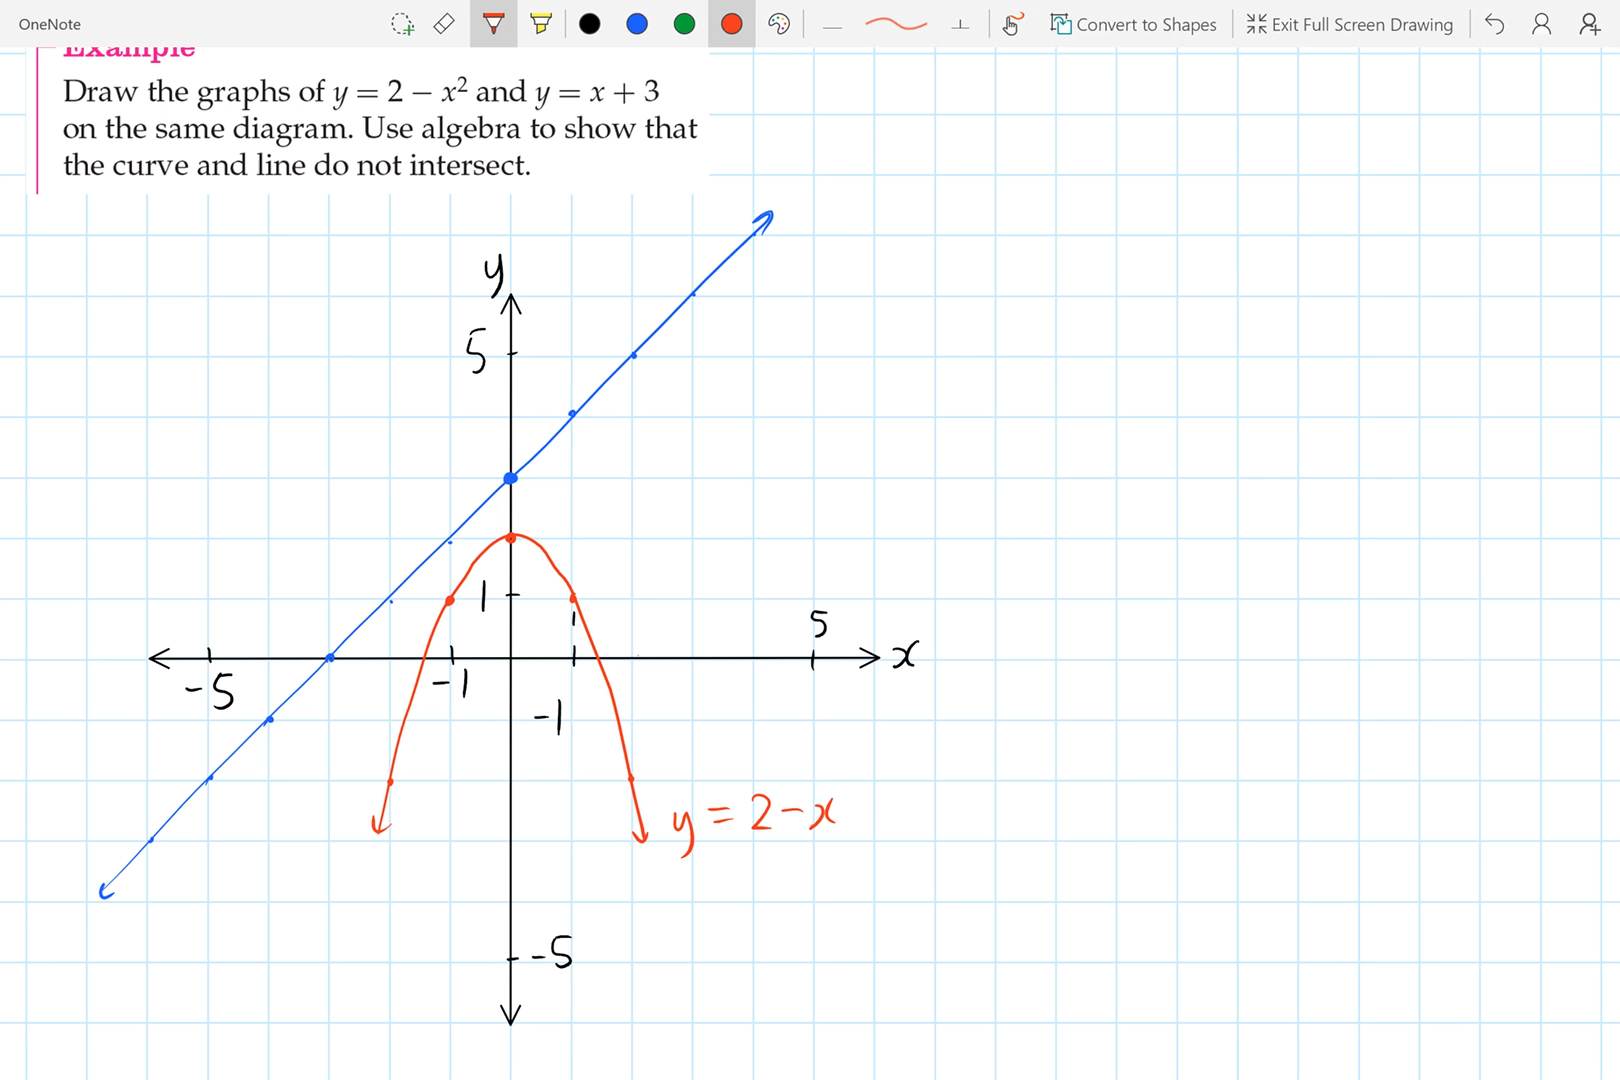 OneNote
Convert to Shapes
Exit Full Screen Drawing
Example
Draw the graphs of y = 2 − x² and y = x + 3
on the same diagram. Use algebra to show that
the curve and line do not intersect.
y
5
1
1
5
x
-5
-1
-1
y = 2-x
-5